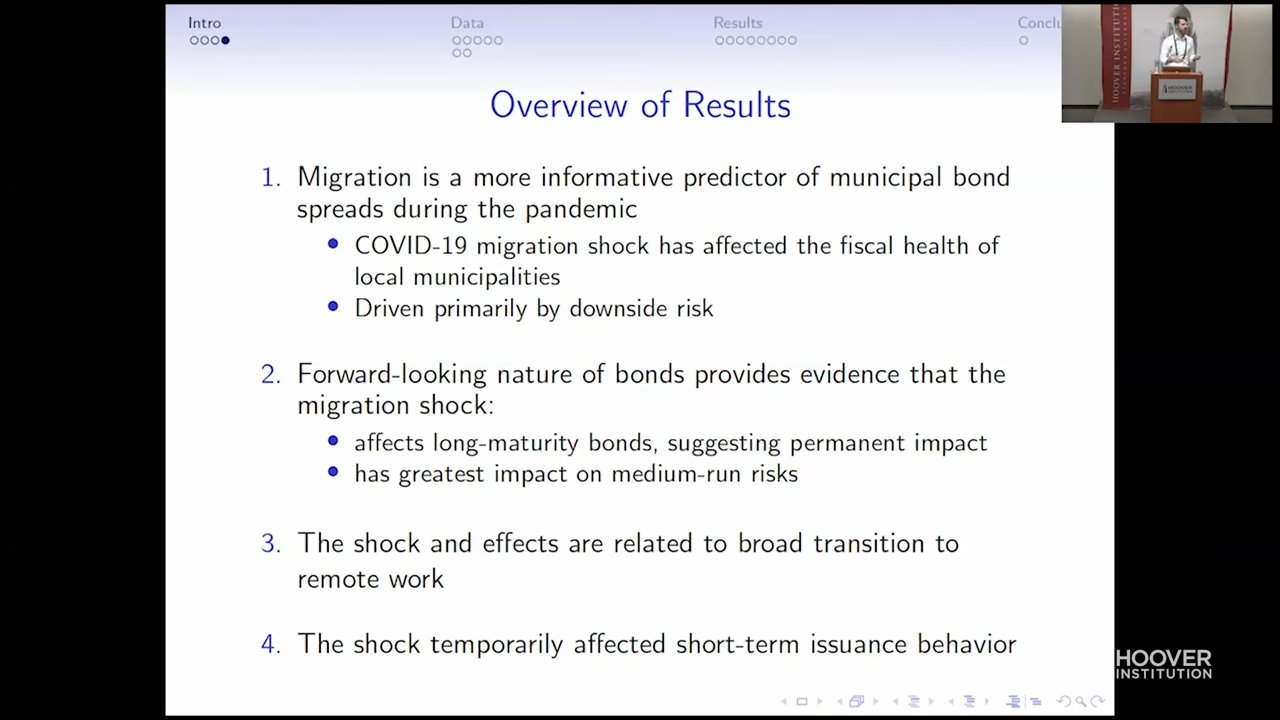 Intro
Data
Results
Conclu
Overview of Results
1. Migration is a more informative predictor of municipal bond
spreads during the pandemic
COVID-19 migration shock has affected the fiscal health of
local municipalities
Driven primarily by downside risk
2. Forward-looking nature of bonds provides evidence that the
migration shock:
affects long-maturity bonds, suggesting permanent impact
has greatest impact on medium-run risks
3. The shock and effects are related to broad transition to
remote work
4. The shock temporarily affected short-term issuance behavior
HOOVER INSTITUTION
HOOVER
INSTITUTION
HOOVER
INSTITUTION